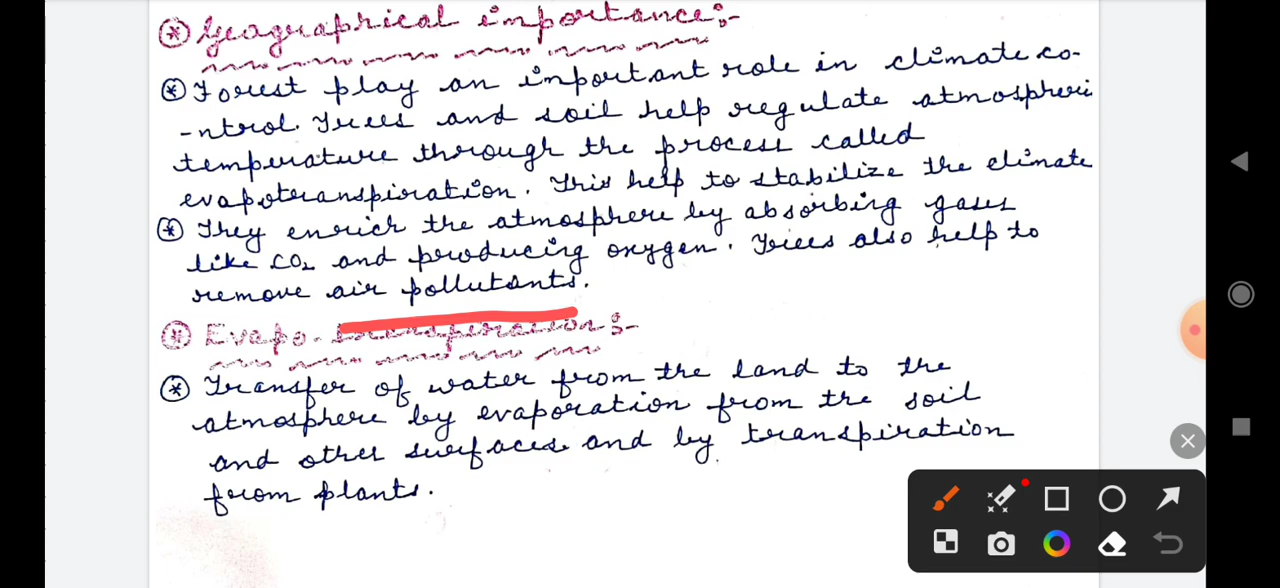 * Geographical importance:-
* Forest play an important role in climate co-
-ntrol. Trees and soil help regulate atmospheri
temperature through the process called
evapotranspiration. This help to stabilize the climate
* They enrich the atmosphere by absorbing gases
like CO₂ and producing oxygen. Trees also help to
remove air pollutants.
* Evapo-transpiration:-
* Transfer of water from the land to the
atmosphere by evaporation from the soil
and other surfaces and by transpiration
from plants.